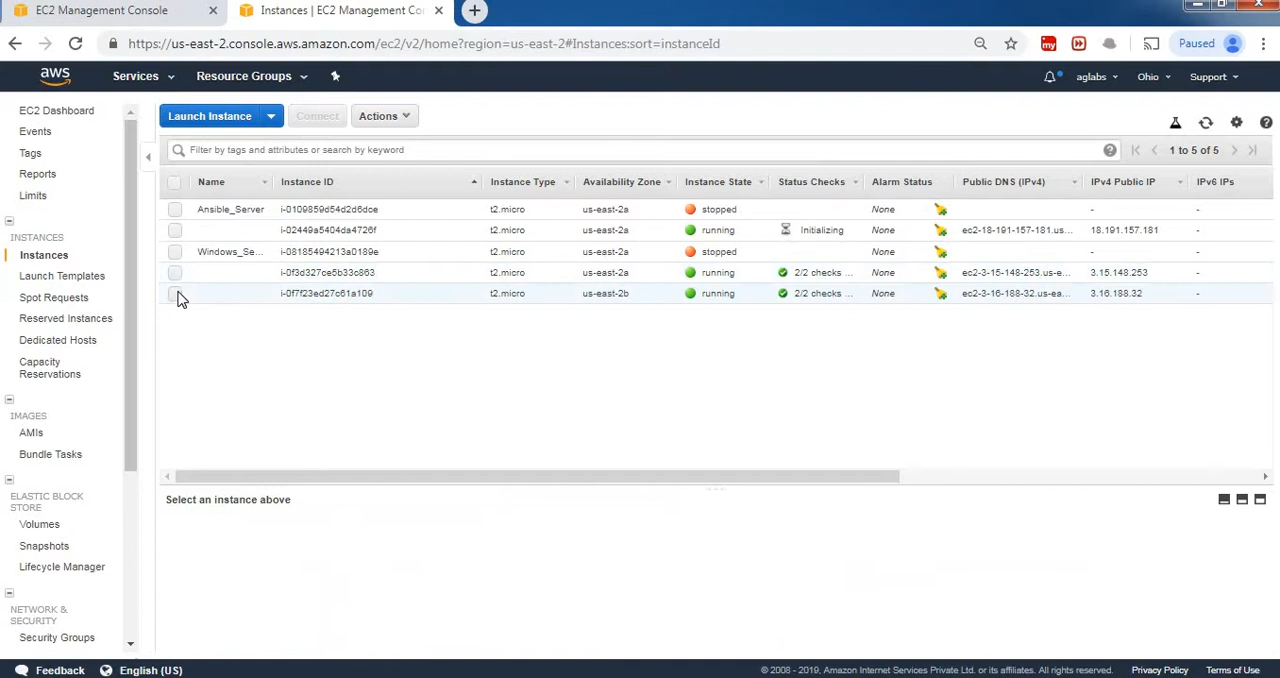 EC2 Management Console
Instances | EC2 Management Co
https://us-east-2.console.aws.amazon.com/ec2/v2/home?region=us-east-2#Instances:sort=instanceId
my
Paused
aws
Services
Resource Groups
aglabs
Ohio
Support
EC2 Dashboard
Events
Tags
Reports
Limits
INSTANCES
Instances
Launch Templates
Spot Requests
Reserved Instances
Dedicated Hosts
Capacity
Reservations
IMAGES
AMIs
Bundle Tasks
ELASTIC BLOCK
STORE
Volumes
Snapshots
Lifecycle Manager
NETWORK &
SECURITY
Security Groups
Launch Instance Connect Actions
Filter by tags and attributes or search by keyword
1 to 5 of 5
Name Instance ID Instance Type Availability Zone Instance State Status Checks Alarm Status Public DNS (IPv4) IPv4 Public IP IPv6 IPs
Ansible_Server i-0109859d54d2d6dce t2.micro us-east-2a stopped None - -
i-02449a5404da4726f t2.micro us-east-2a running Initializing None ec2-18-191-157-181.us... 18.191.157.181 -
Windows_Se... i-08185494213a0189e t2.micro us-east-2a stopped None - -
i-0f3d327ce5b33c863 t2.micro us-east-2a running 2/2 checks ... None ec2-3-15-148-253.us-e... 3.15.148.253 -
i-0f7f23ed27c61a109 t2.micro us-east-2b running 2/2 checks ... None ec2-3-16-188-32.us-ea... 3.16.188.32 -
Select an instance above
Feedback
English (US)
© 2008 - 2019, Amazon Internet Services Private Ltd. or its affiliates. All rights reserved.
Privacy Policy
Terms of Use